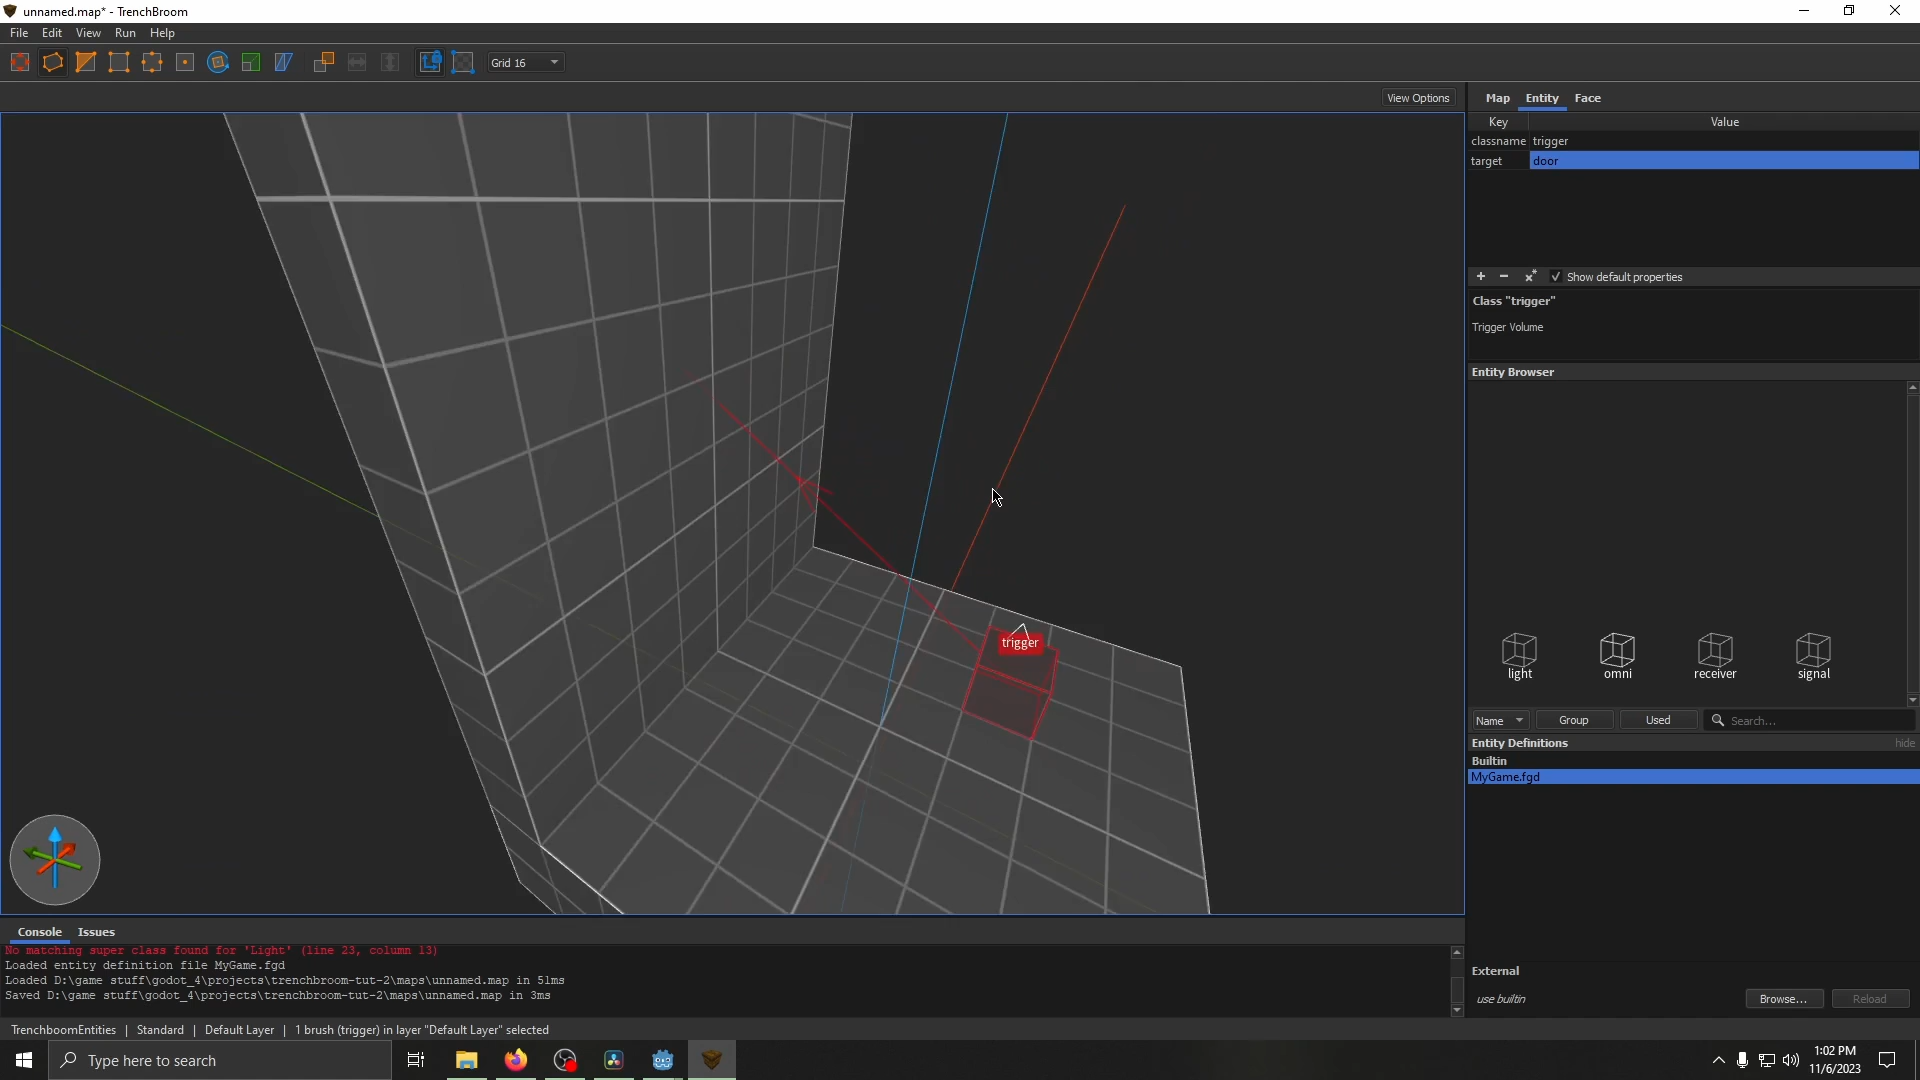 unnamed.map* - TrenchBroom
File Edit View Run Help
Grid 16
View Options
Map Entity Face
Key Value
classname trigger
target door
Show default properties
Class "trigger"
Trigger Volume
Entity Browser
trigger
light omni receiver signal
Name Group Used Search...
Entity Definitions hide
Builtin
MyGame.fgd
Console Issues
No matching super class found for 'Light' (line 23, column 13)
Loaded entity definition file MyGame.fgd
Loaded D:\game stuff\godot_4\projects\trenchbroom-tut-2\maps\unnamed.map in 51ms
Saved D:\game stuff\godot_4\projects\trenchbroom-tut-2\maps\unnamed.map in 3ms
External
use builtin Browse... Reload
TrenchboomEntities | Standard | Default Layer | 1 brush (trigger) in layer "Default Layer" selected
Type here to search
1:02 PM
11/6/2023